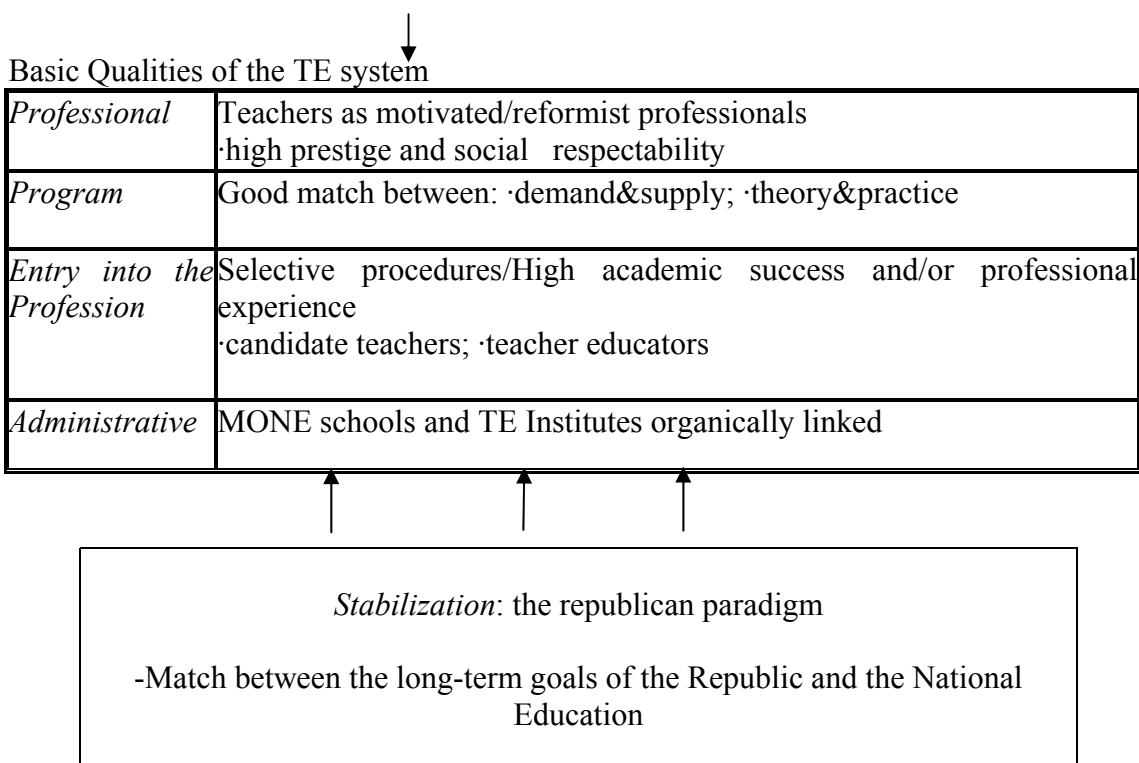 Basic Qualities of the TE system
Professional Teachers as motivated/reformist professionals
·high prestige and social respectability
Program Good match between: ·demand&supply; ·theory&practice
Entry into the Selective procedures/High academic success and/or professional
Profession experience
·candidate teachers; ·teacher educators
Administrative MONE schools and TE Institutes organically linked
Stabilization: the republican paradigm
-Match between the long-term goals of the Republic and the National
Education